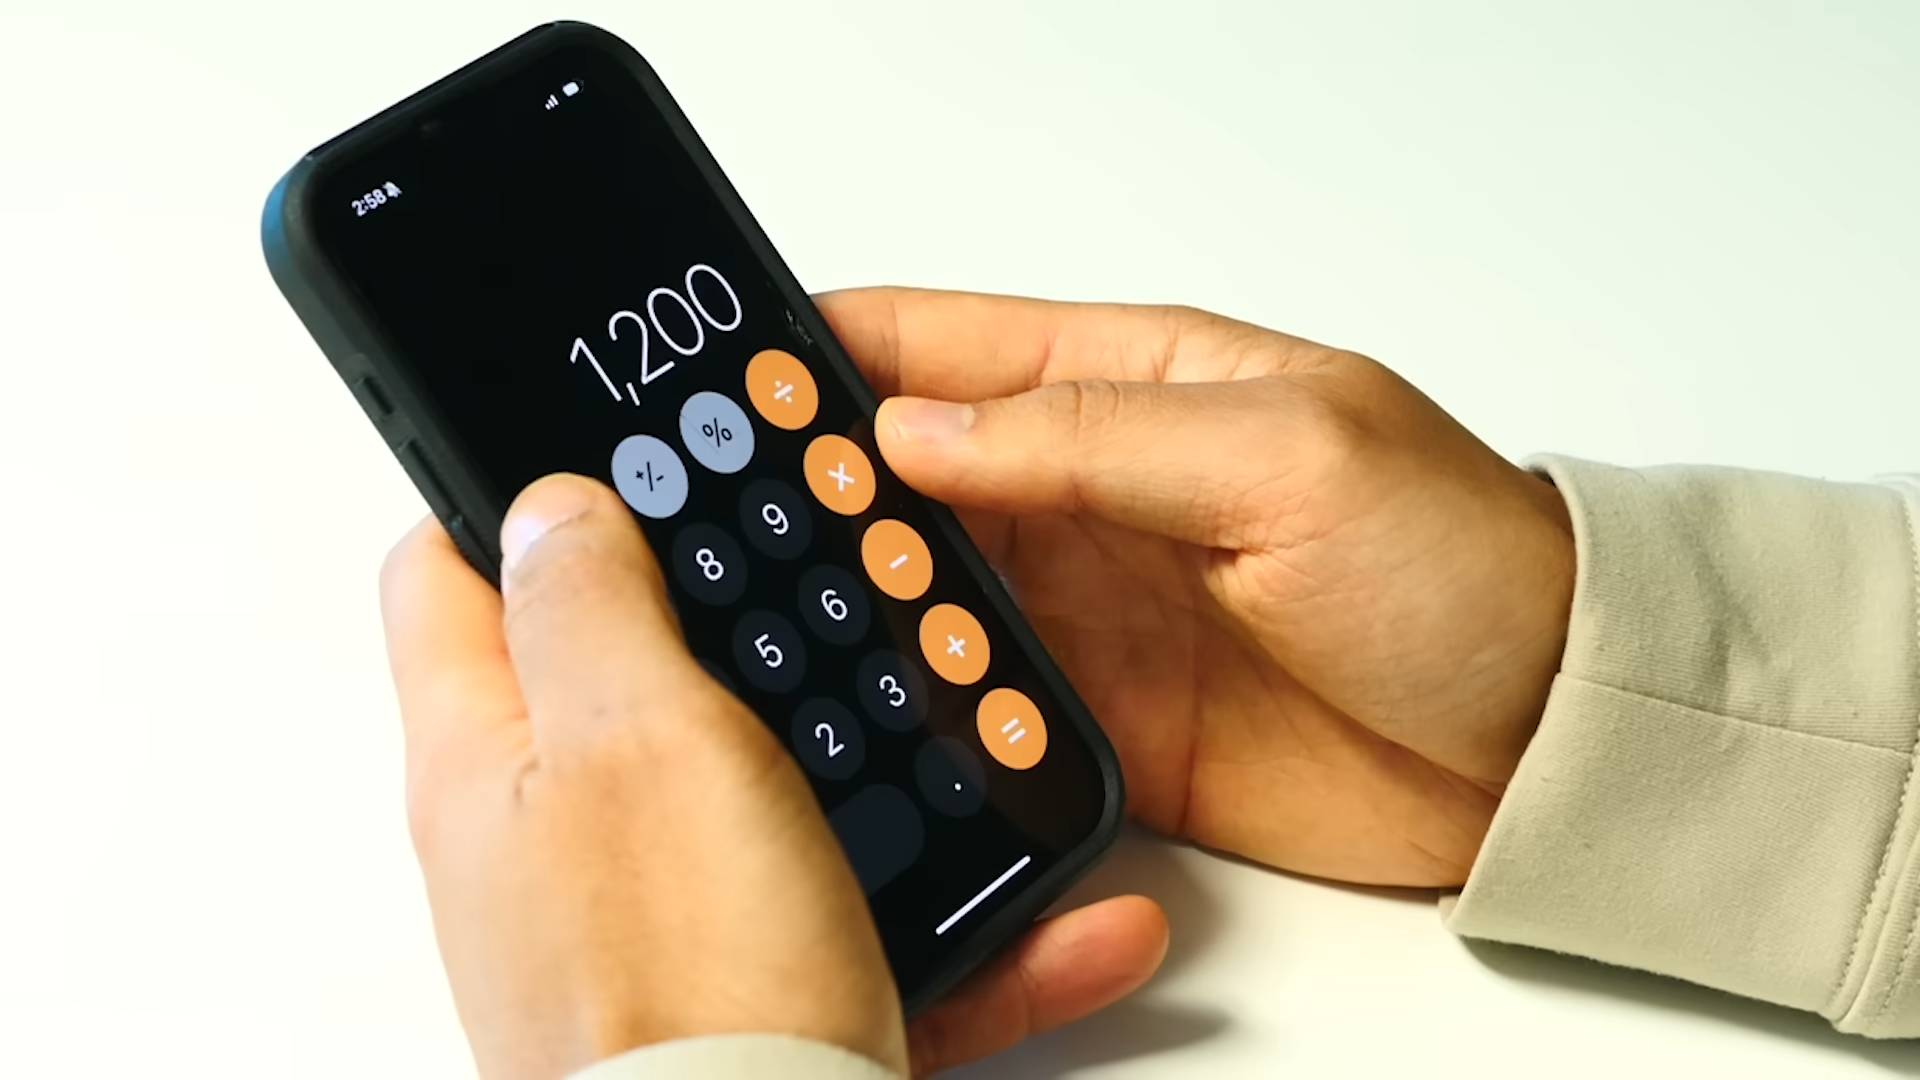 2:58
1,200
+/- % ÷
8 9 ×
5 6 −
2 3 +
. =